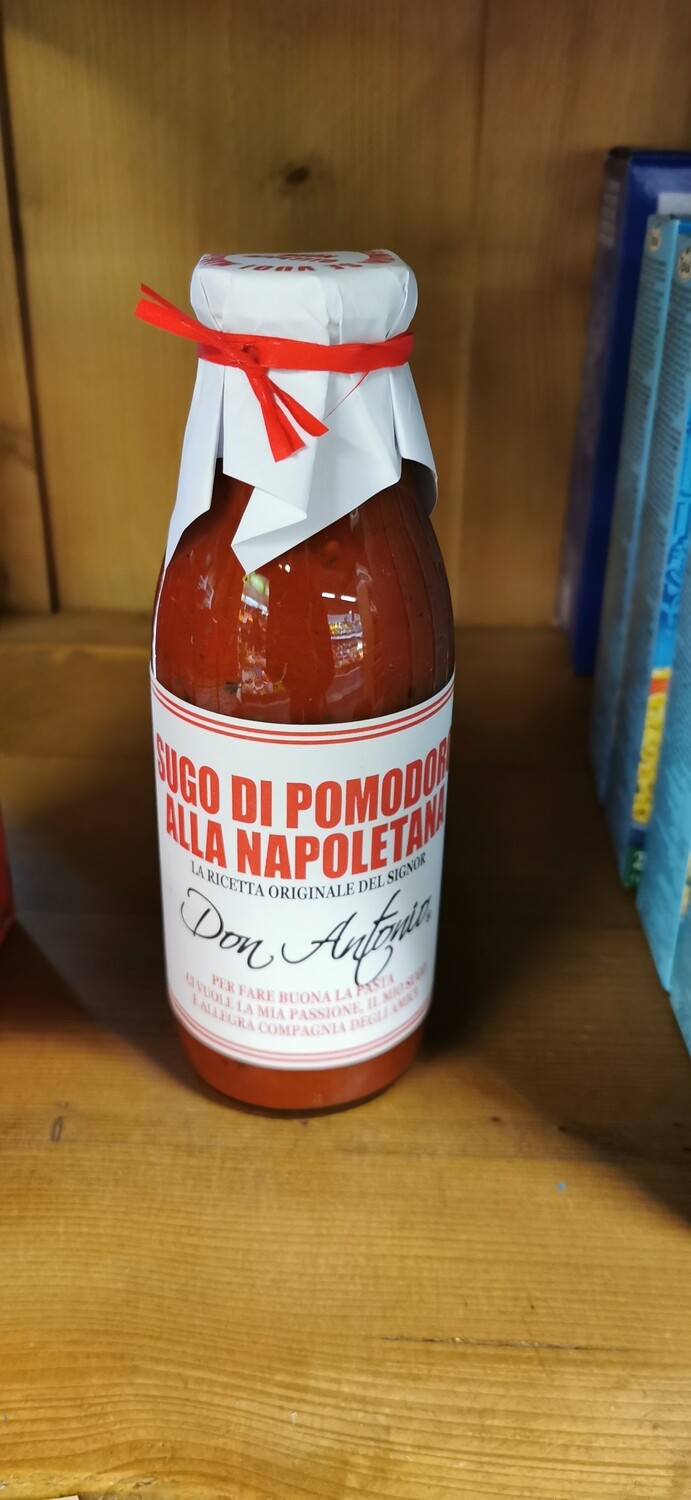 SUGO DI POMODORO
ALLA NAPOLETANA
LA RICETTA ORIGINALE DEL SIGNOR
Don Antonio
PER FARE BUONA LA PASTA
CI VUOLE LA MIA PASSIONE, IL MIO SUGO
E ALLEGRA COMPAGNIA DEGLI AMICI